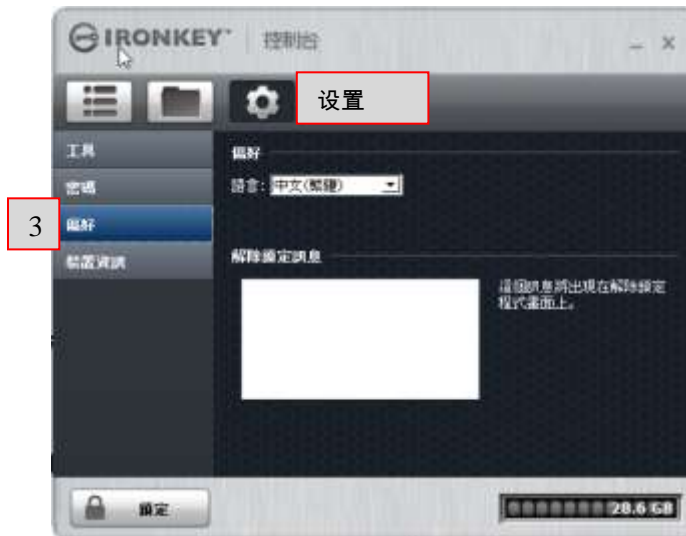 IRONKEY™ 控制台
设置
工具
偏好
語言: 中文(繁體)
密碼
3
偏好
裝置資訊
解除鎖定訊息
這個訊息將出現在解除鎖定
程式畫面上。
鎖定
28.6 GB